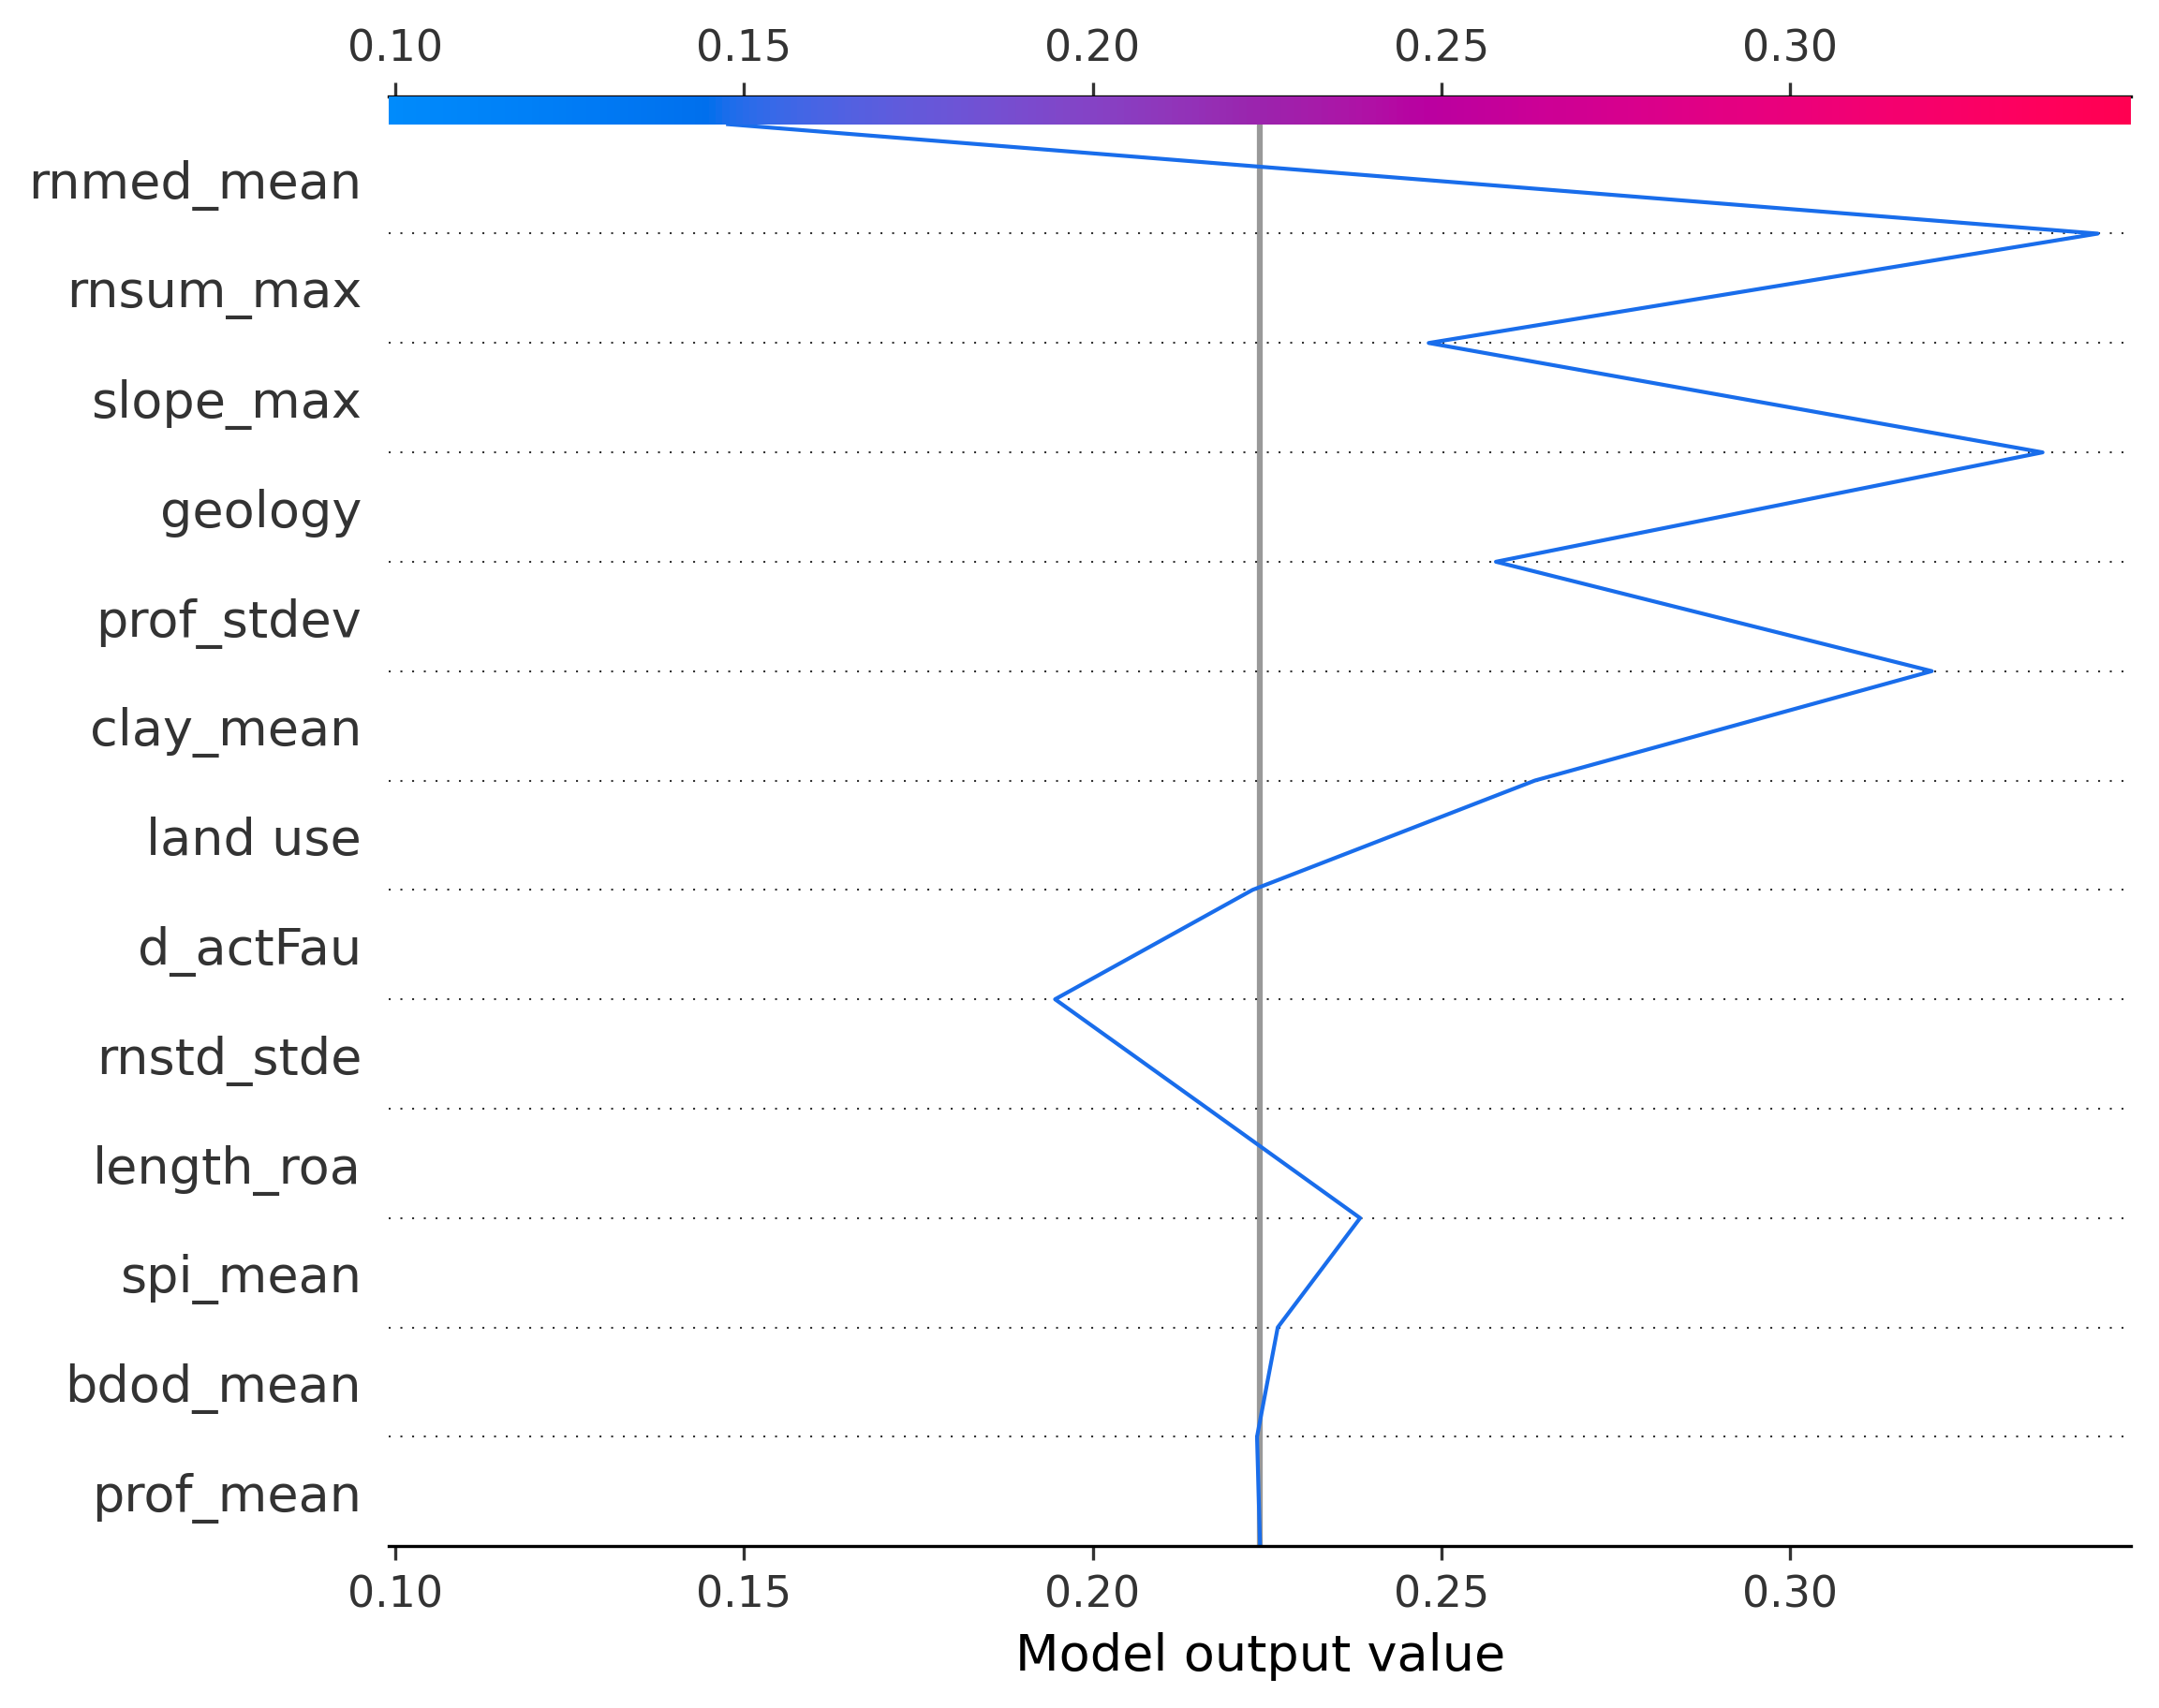 0.10 0.15 0.20 0.25 0.30
rnmed_mean
rnsum_max
slope_max
geology
prof_stdev
clay_mean
land use
d_actFau
rnstd_stde
length_roa
spi_mean
bdod_mean
prof_mean
0.10 0.15 0.20 0.25 0.30
Model output value